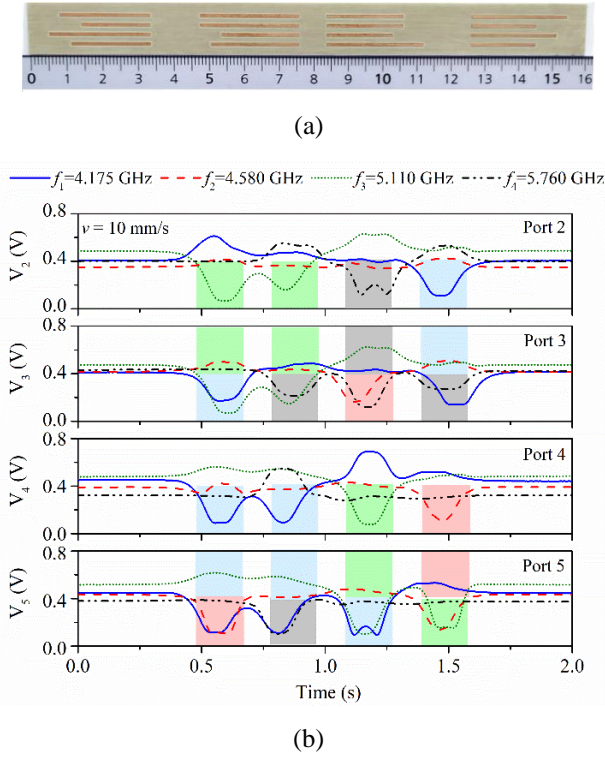 0 1 2 3 4 5 6 7 8 9 10 11 12 13 14 15 16
(a)
f1=4.175 GHz f2=4.580 GHz f3=5.110 GHz f4=5.760 GHz
0.8
v = 10 mm/s Port 2
V2 (V)
0.4
0.0
0.8
Port 3
V3 (V)
0.4
0.0
0.8
Port 4
V4 (V)
0.4
0.0
0.8
Port 5
V5 (V)
0.4
0.0
0.0 0.5 1.0 1.5 2.0
Time (s)
(b)